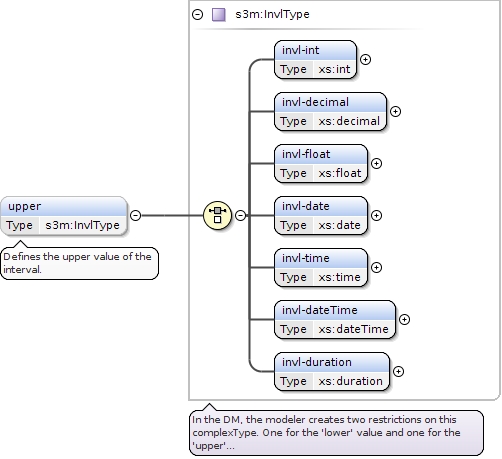 s3m:InvlType
invl-int
Type xs:int
invl-decimal
Type xs:decimal
invl-float
Type xs:float
upper
Type s3m:InvlType
Defines the upper value of the
interval.
invl-date
Type xs:date
invl-time
Type xs:time
invl-dateTime
Type xs:dateTime
invl-duration
Type xs:duration
In the DM, the modeler creates two restrictions on this
complexType. One for the 'lower' value and one for the
'upper'...